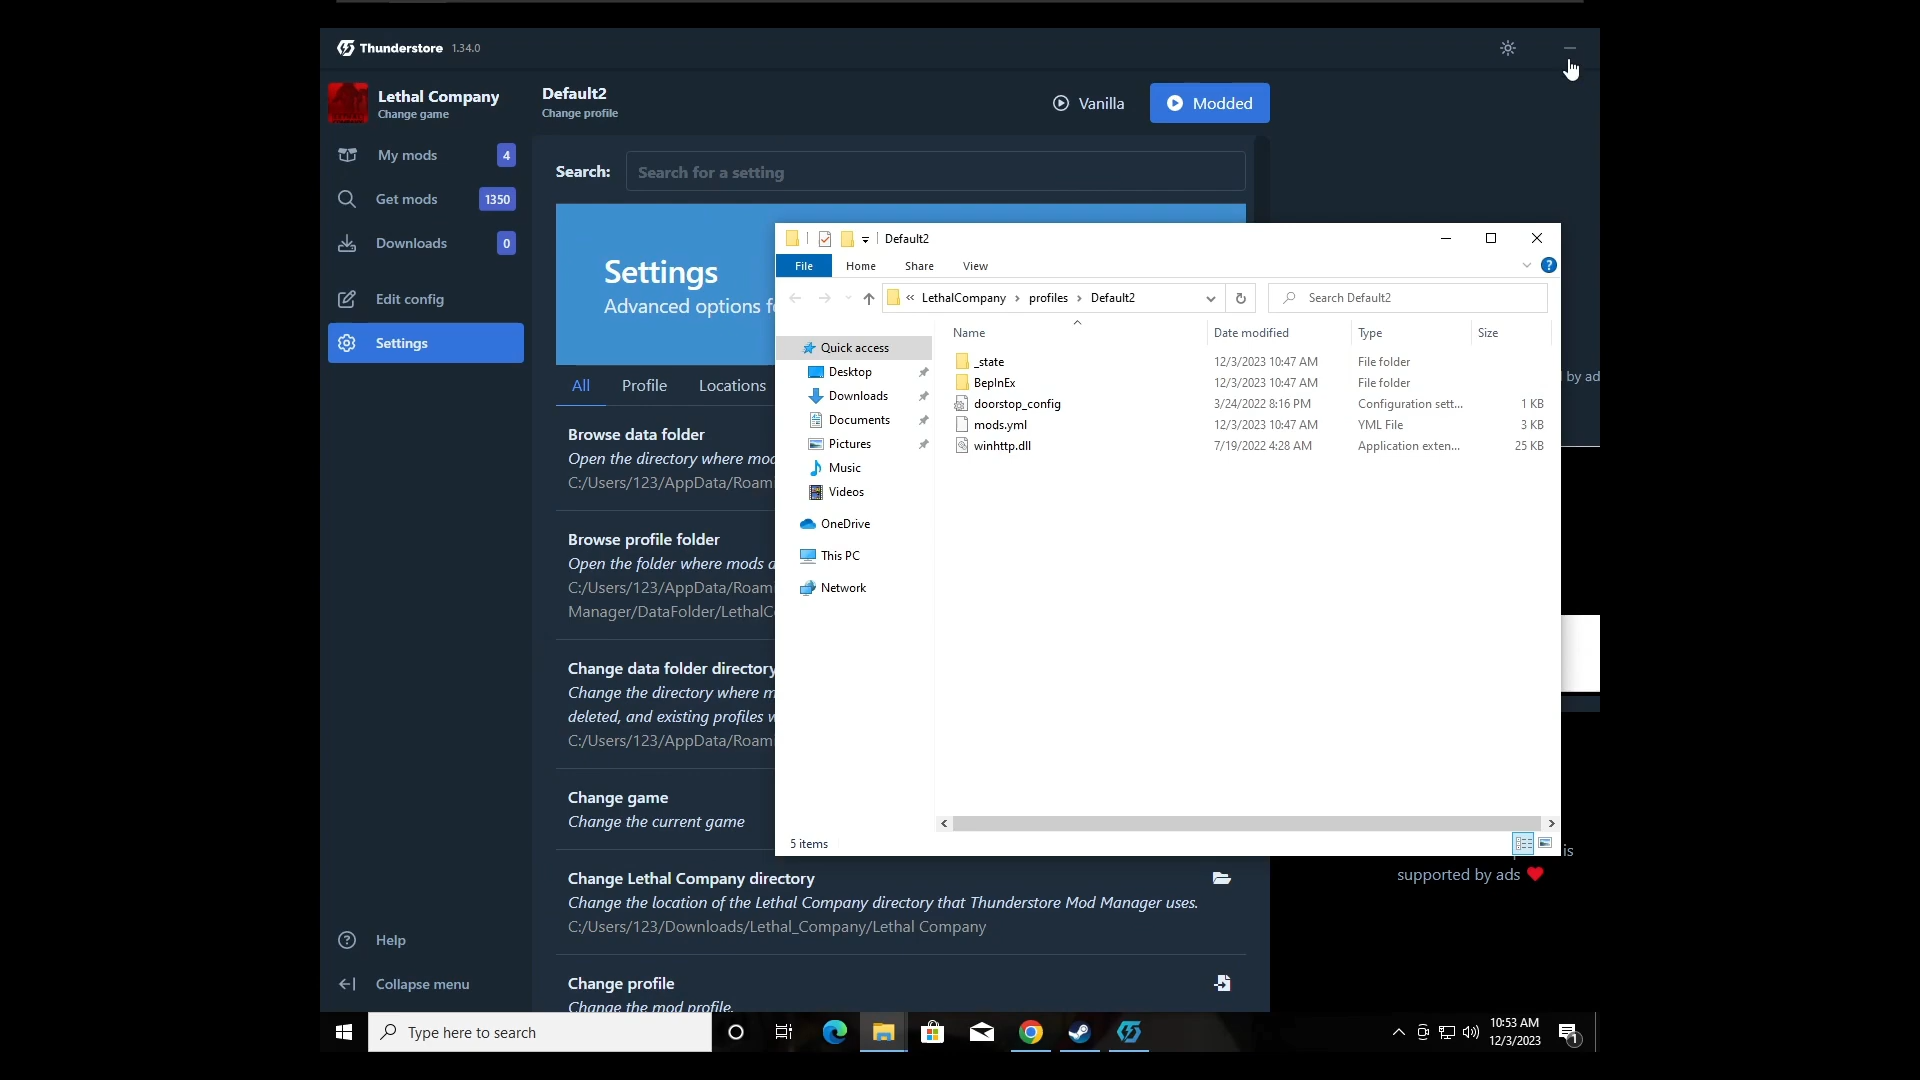 Thunderstore 1.34.0
Lethal Company
Change game
Default2
Change profile
Vanilla
Modded
My mods 4
Get mods 1350
Downloads 0
Edit config
Settings
Help
Collapse menu
Search: Search for a setting
Settings
Advanced options
All Profile Locations
Browse data folder
Open the directory where
C:/Users/123/AppData/
Browse profile folder
Open the folder where mods
C:/Users/123/AppData/
Manager/DataFolder/
Change data folder directory
Change the directory where
deleted, and existing profiles
C:/Users/123/AppData/
Change game
Change the current game
Change Lethal Company directory
Change the location of the Lethal Company directory that Thunderstore Mod Manager uses.
C:/Users/123/Downloads/Lethal_Company/Lethal Company
Change profile
Change the mod profile.
Default2
File Home Share View
« LethalCompany › profiles › Default2
Search Default2
Quick access
Desktop
Downloads
Documents
Pictures
Music
Videos
OneDrive
This PC
Network
Name Date modified Type Size
_state 12/3/2023 10:47 AM File folder
BepInEx 12/3/2023 10:47 AM File folder
doorstop_config 3/24/2022 8:16 PM Configuration sett... 1 KB
mods.yml 12/3/2023 10:47 AM YML File 3 KB
winhttp.dll 7/19/2022 4:28 AM Application exten... 25 KB
5 items
by ad
is
supported by ads
Type here to search
10:53 AM
12/3/2023
1